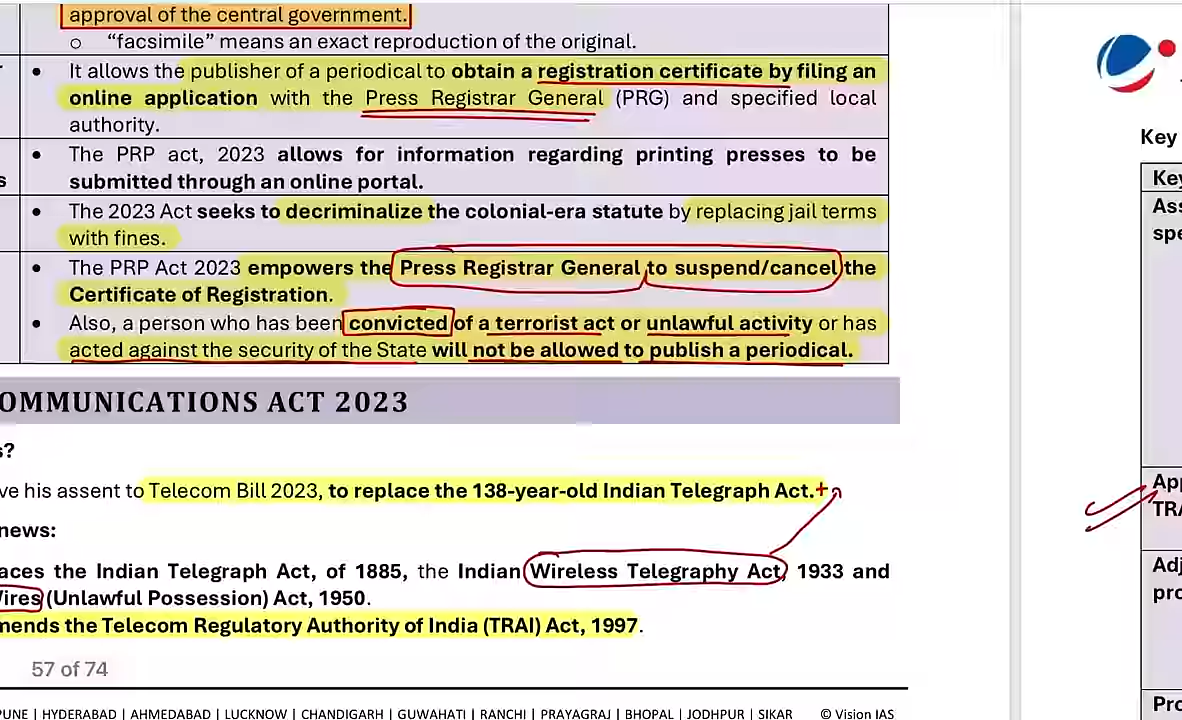 approval of the central government.
o “facsimile” means an exact reproduction of the original.
• It allows the publisher of a periodical to obtain a registration certificate by filing an
online application with the Press Registrar General (PRG) and specified local
authority.
• The PRP act, 2023 allows for information regarding printing presses to be
s submitted through an online portal.
• The 2023 Act seeks to decriminalize the colonial-era statute by replacing jail terms
with fines.
• The PRP Act 2023 empowers the Press Registrar General to suspend/cancel the
Certificate of Registration.
• Also, a person who has been convicted of a terrorist act or unlawful activity or has
acted against the security of the State will not be allowed to publish a periodical.
OMMUNICATIONS ACT 2023
s?
ve his assent to Telecom Bill 2023, to replace the 138-year-old Indian Telegraph Act.+
news:
aces the Indian Telegraph Act, of 1885, the Indian Wireless Telegraphy Act, 1933 and
Wires (Unlawful Possession) Act, 1950.
mends the Telecom Regulatory Authority of India (TRAI) Act, 1997.
57 of 74
PUNE | HYDERABAD | AHMEDABAD | LUCKNOW | CHANDIGARH | GUWAHATI | RANCHI | PRAYAGRAJ | BHOPAL | JODHPUR | SIKAR © Vision IAS
Key
Key
Ass
spe
App
TRA
Adj
pro
Pro